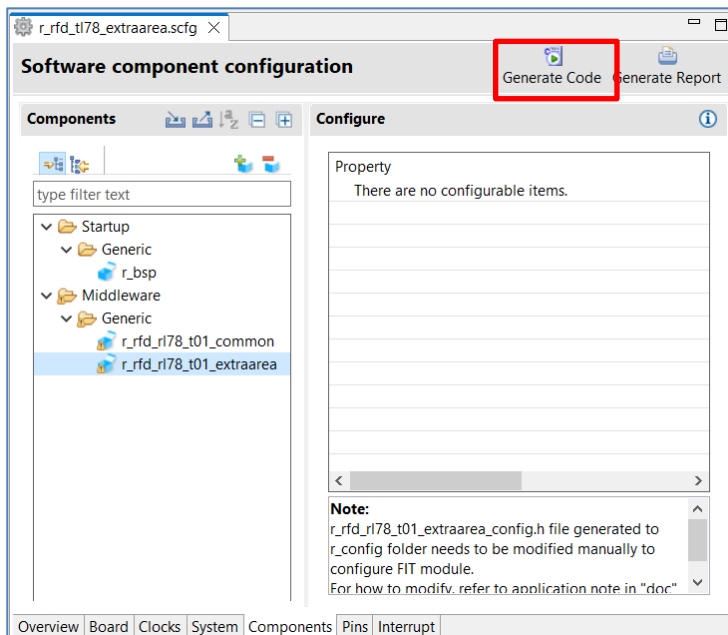 r_rfd_tl78_extraarea.scfg
Software component configuration
Generate Code
Generate Report
Components
Configure
type filter text
Startup
Generic
r_bsp
Middleware
Generic
r_rfd_rl78_t01_common
r_rfd_rl78_t01_extraarea
Property
There are no configurable items.
Note:
r_rfd_rl78_t01_extraarea_config.h file generated to
r_config folder needs to be modified manually to
configure FIT module.
For how to modify, refer to application note in "doc"
Overview Board Clocks System Components Pins Interrupt